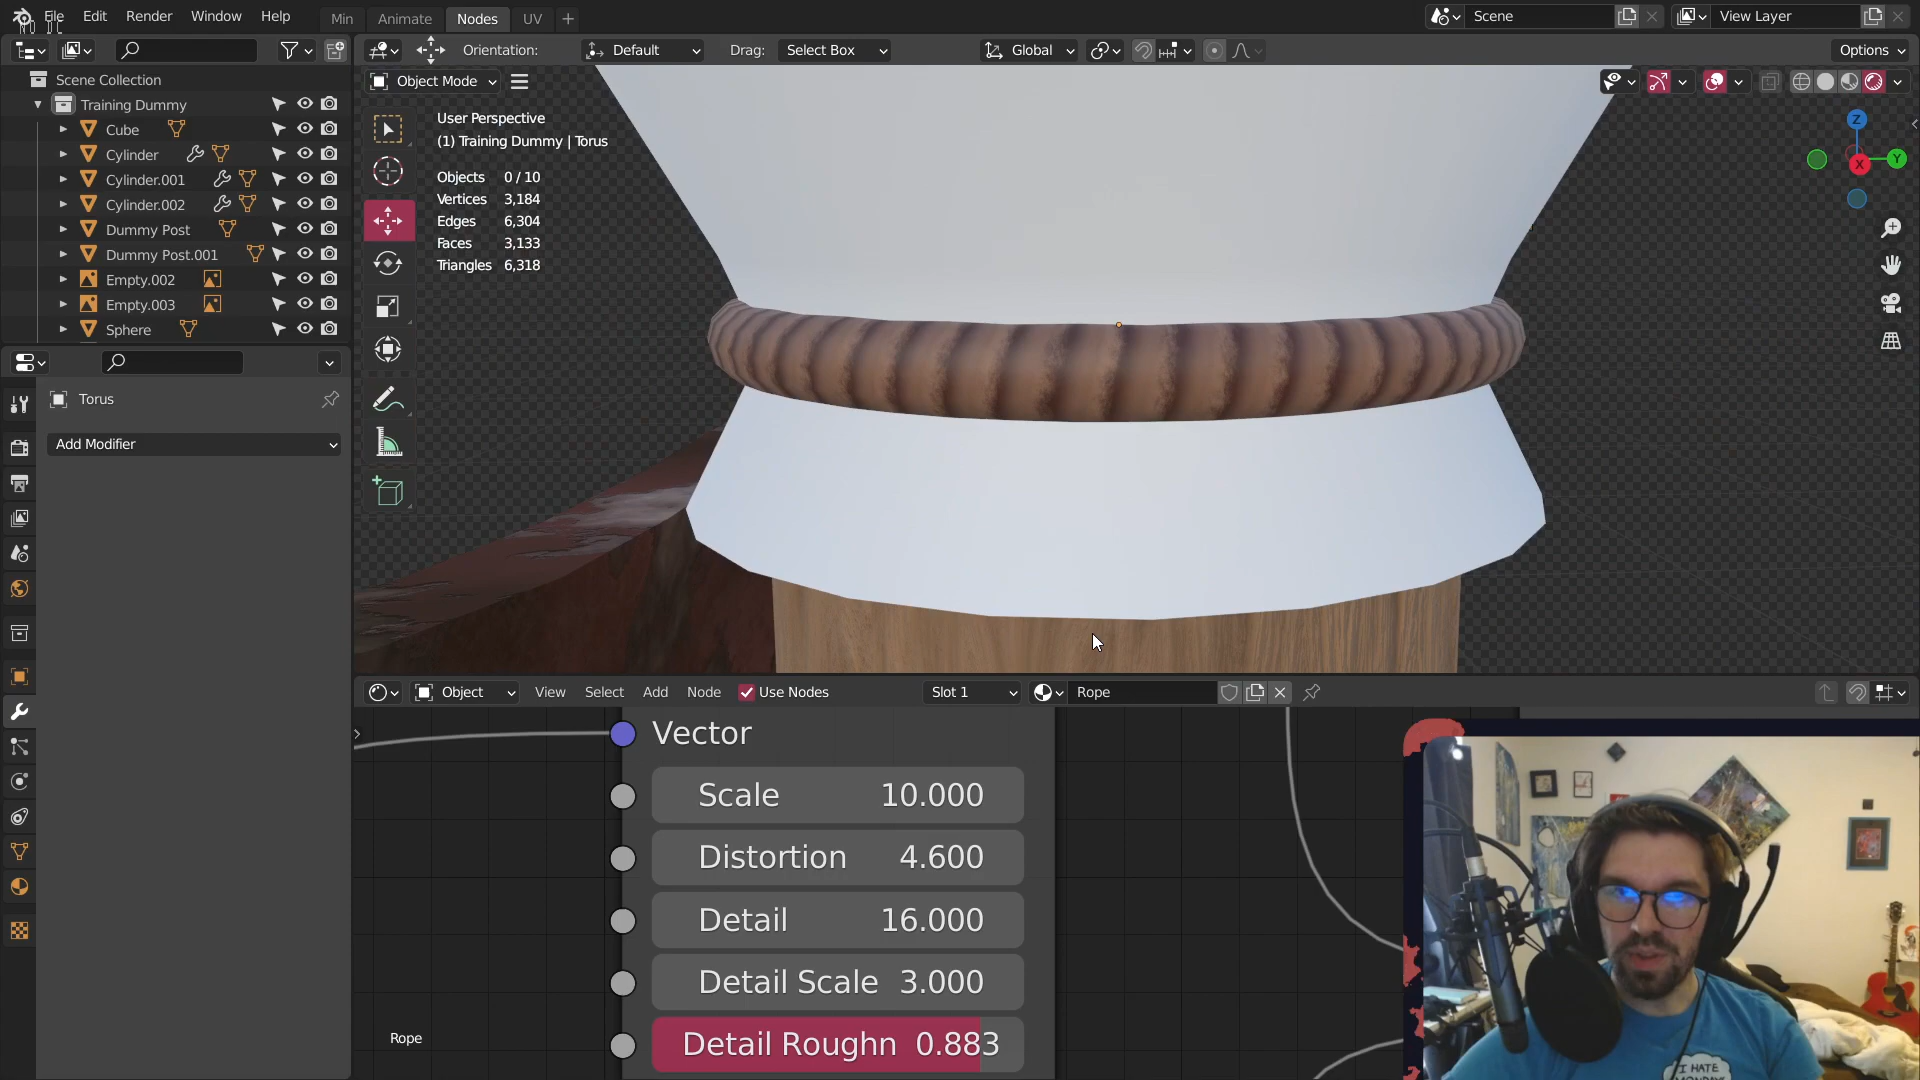 File Edit Render Window Help Min Animate Nodes UV Scene View Layer
Orientation: Default Drag: Select Box Global Options
Scene Collection
Training Dummy
Cube
Cylinder
Cylinder.001
Cylinder.002
Dummy Post
Dummy Post.001
Empty.002
Empty.003
Sphere
Torus
Add Modifier
Object Mode
User Perspective
(1) Training Dummy | Torus
Objects 0 / 10
Vertices 3,184
Edges 6,304
Faces 3,133
Triangles 6,318
Z
Y
X
Object View Select Add Node Use Nodes Slot 1 Rope
Vector
Scale 10.000
Distortion 4.600
Detail 16.000
Detail Scale 3.000
Detail Roughn 0.883
Rope
I HATE